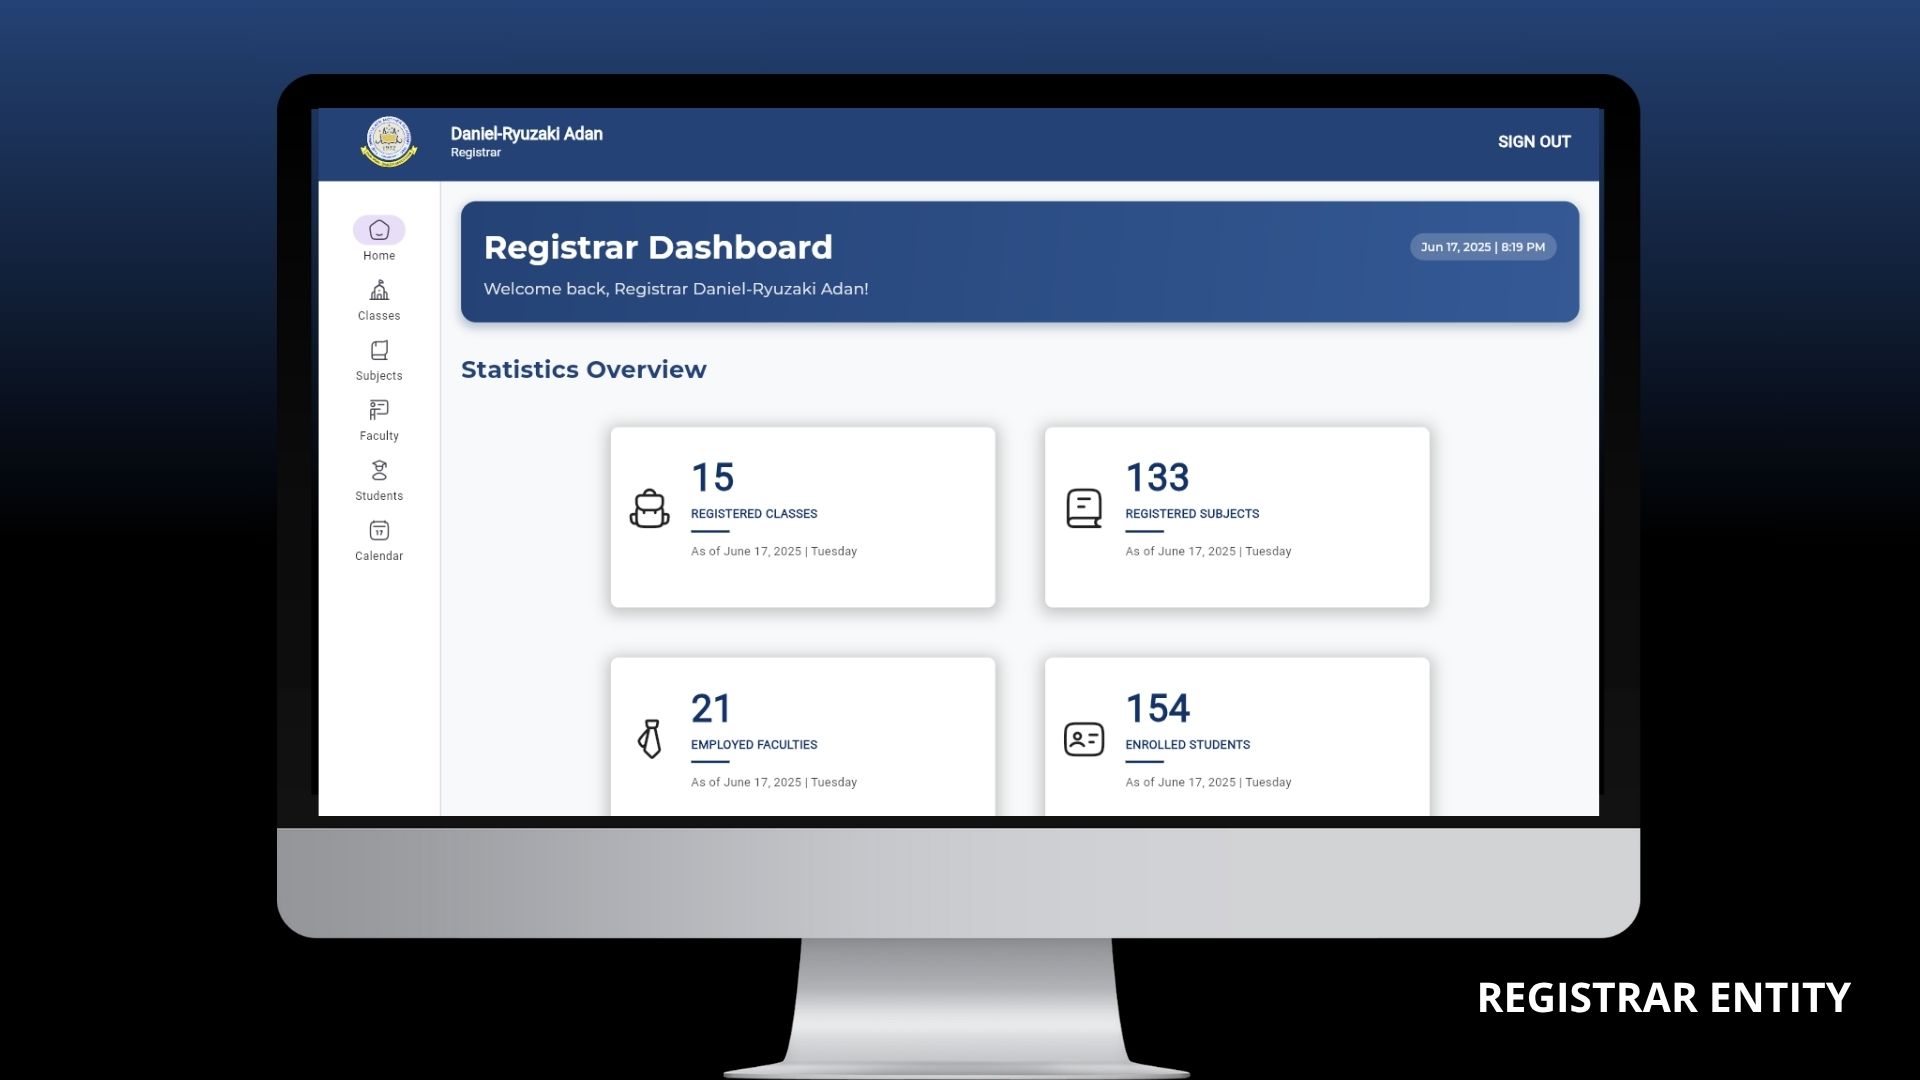 Daniel-Ryuzaki Adan
Registrar
SIGN OUT
Home
Classes
Subjects
Faculty
Students
17
Calendar
Registrar Dashboard
Jun 17, 2025 | 8:19 PM
Welcome back, Registrar Daniel-Ryuzaki Adan!
Statistics Overview
15
REGISTERED CLASSES
As of June 17, 2025 | Tuesday
133
REGISTERED SUBJECTS
As of June 17, 2025 | Tuesday
21
EMPLOYED FACULTIES
As of June 17, 2025 | Tuesday
154
ENROLLED STUDENTS
As of June 17, 2025 | Tuesday
REGISTRAR ENTITY